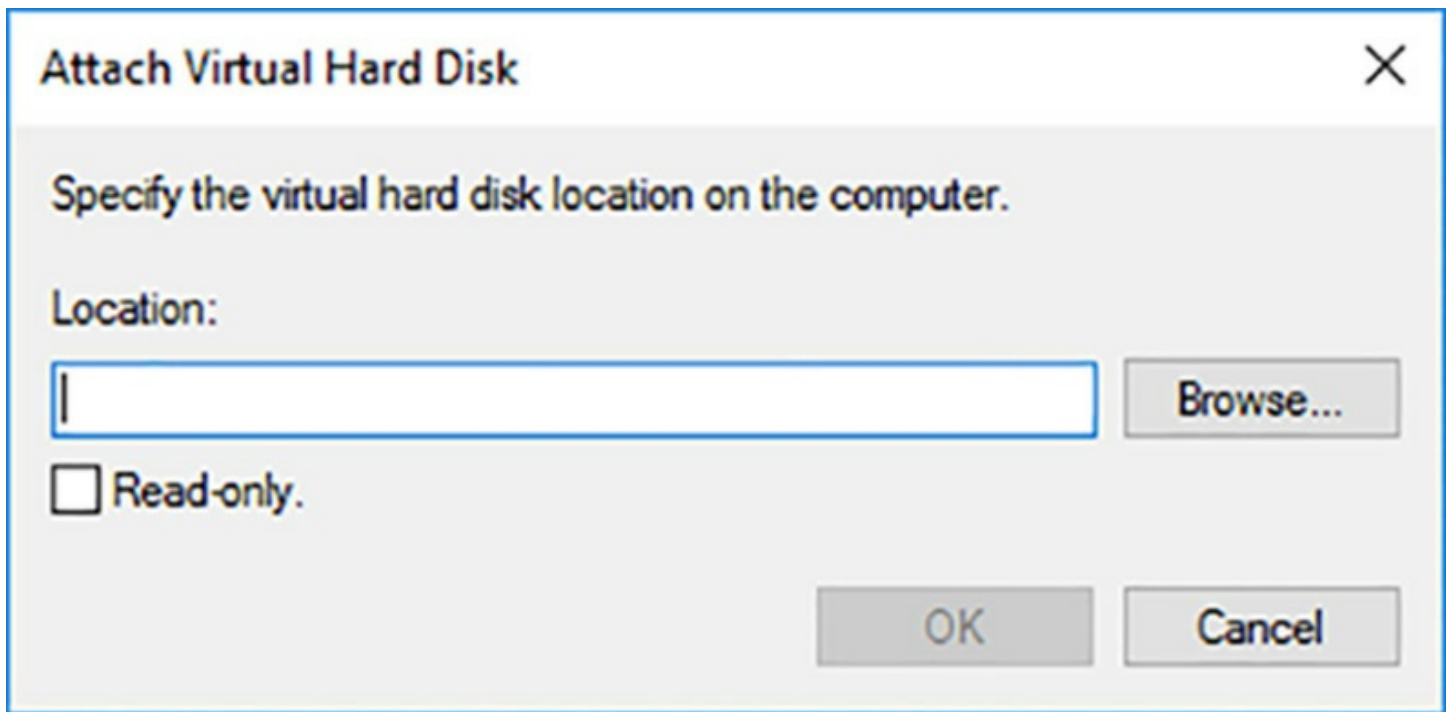 Attach Virtual Hard Disk
Specify the virtual hard disk location on the computer.
Location:
Browse...
Read-only.
OK
Cancel